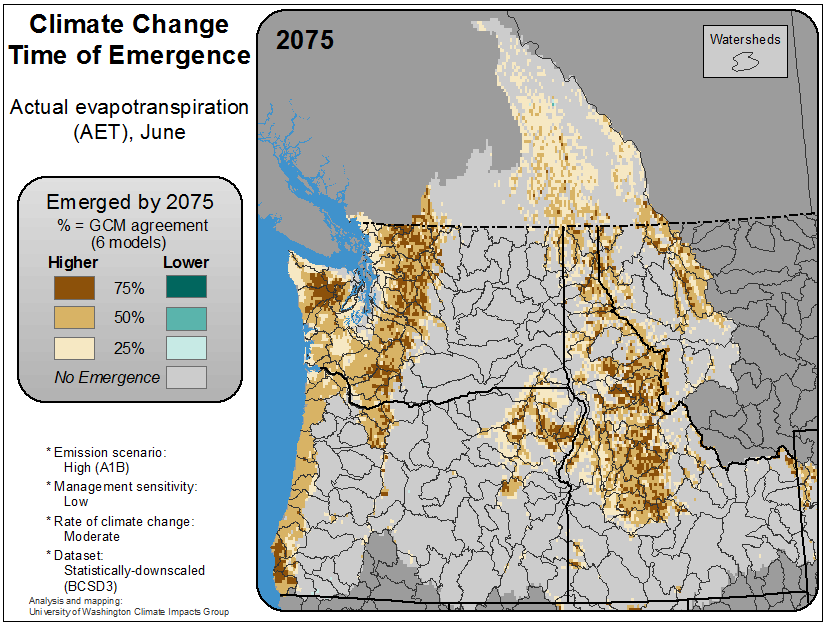 Climate Change
Time of Emergence
Actual evapotranspiration
(AET), June
Emerged by 2075
% = GCM agreement
(6 models)
Higher Lower
75%
50%
25%
No Emergence
* Emission scenario:
High (A1B)
* Management sensitivity:
Low
* Rate of climate change:
Moderate
* Dataset:
Statistically-downscaled
(BCSD3)
Analysis and mapping:
University of Washington Climate Impacts Group
2075
Watersheds